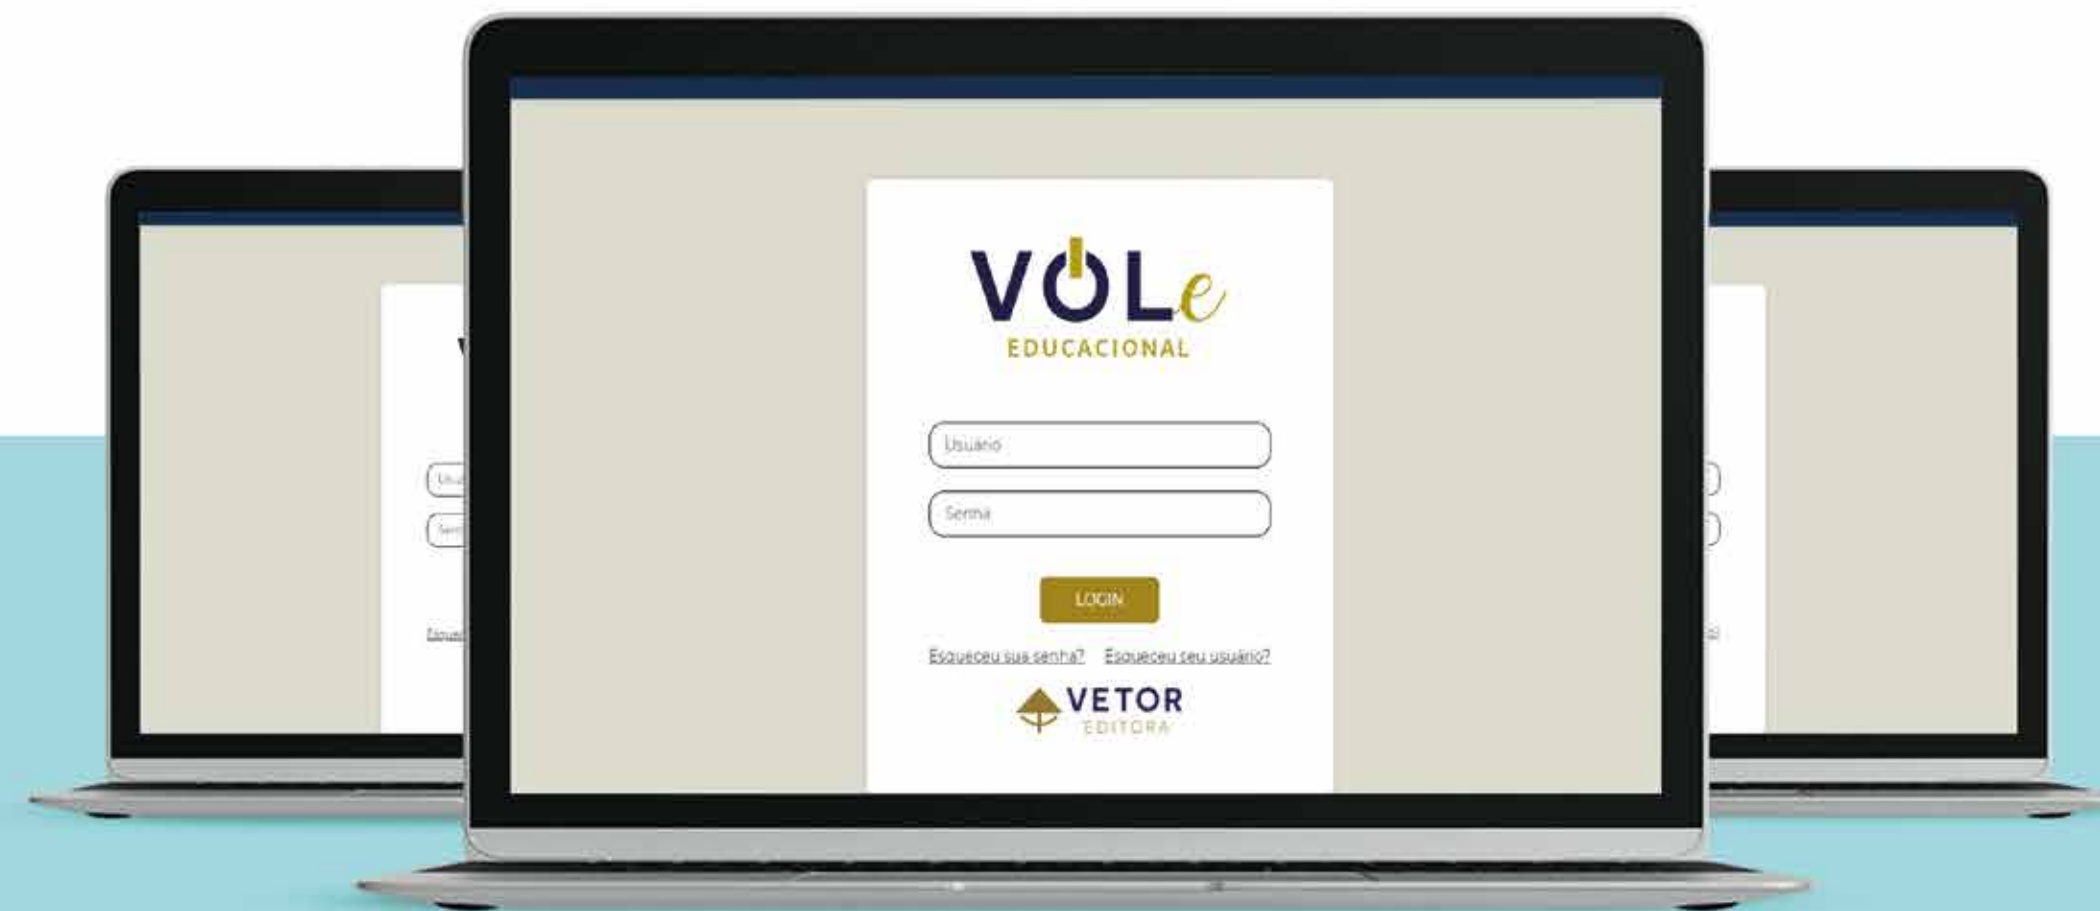 VOLe
EDUCACIONAL
Usuário
Senha
LOGIN
Esqueceu sua senha? Esqueceu seu usuário?
VETOR
EDITORA